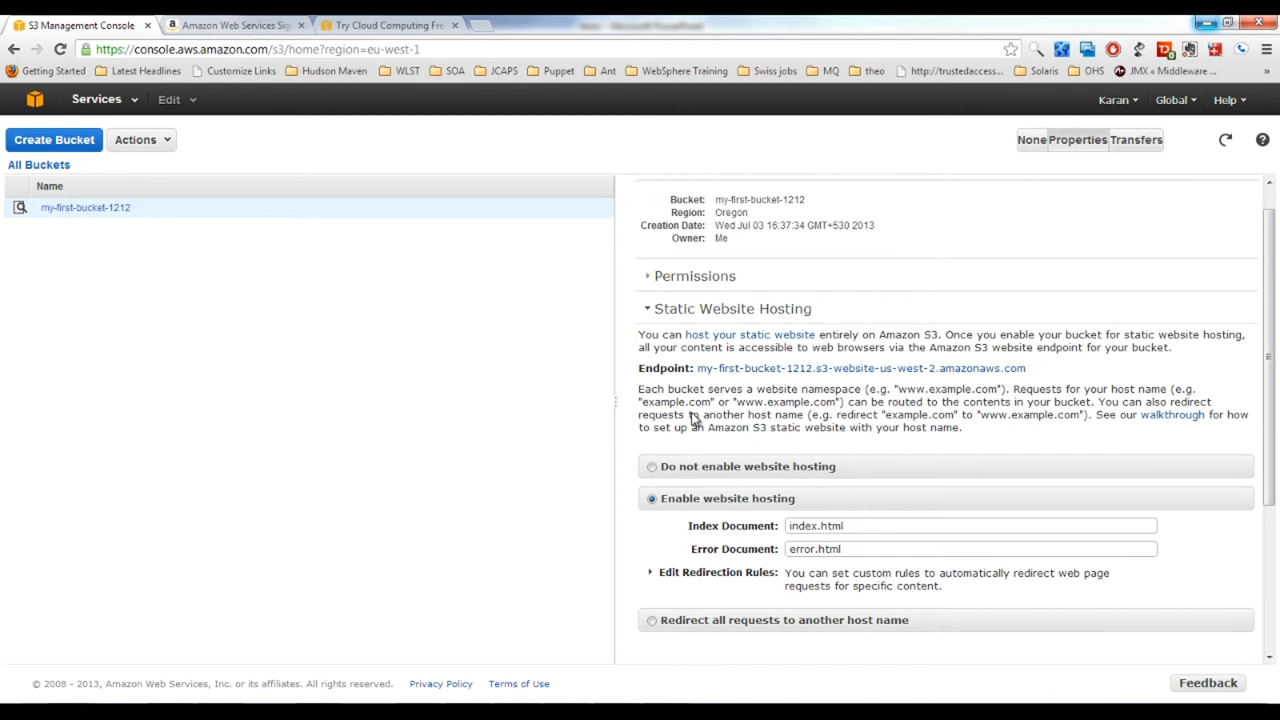 S3 Management Console
Amazon Web Services Sig
Try Cloud Computing Fre
https://console.aws.amazon.com/s3/home?region=eu-west-1
Getting Started Latest Headlines Customize Links Hudson Maven WLST SOA JCAPS Puppet Ant WebSphere Training Swiss jobs MQ theo http://trustedaccess... Solaris OHS JMX « Middleware ... »
Services Edit Karan Global Help
Create Bucket Actions None Properties Transfers
All Buckets
Name
my-first-bucket-1212
Bucket: my-first-bucket-1212
Region: Oregon
Creation Date: Wed Jul 03 16:37:34 GMT+530 2013
Owner: Me
Permissions
Static Website Hosting
You can host your static website entirely on Amazon S3. Once you enable your bucket for static website hosting,
all your content is accessible to web browsers via the Amazon S3 website endpoint for your bucket.
Endpoint: my-first-bucket-1212.s3-website-us-west-2.amazonaws.com
Each bucket serves a website namespace (e.g. "www.example.com"). Requests for your host name (e.g.
"example.com" or "www.example.com") can be routed to the contents in your bucket. You can also redirect
requests to another host name (e.g. redirect "example.com" to "www.example.com"). See our walkthrough for how
to set up an Amazon S3 static website with your host name.
Do not enable website hosting
Enable website hosting
Index Document: index.html
Error Document: error.html
Edit Redirection Rules: You can set custom rules to automatically redirect web page
requests for specific content.
Redirect all requests to another host name
© 2008 - 2013, Amazon Web Services, Inc. or its affiliates. All rights reserved. Privacy Policy Terms of Use
Feedback